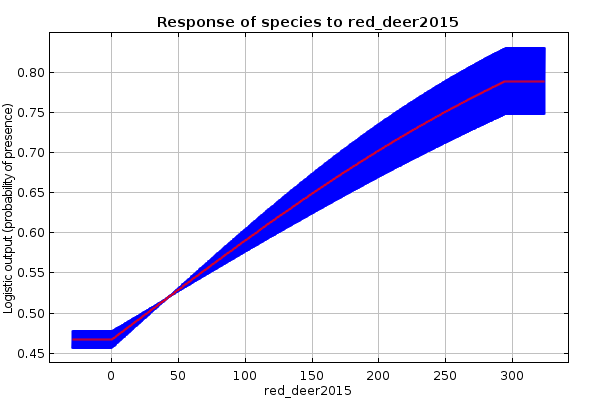 Response of species to red_deer2015
Logistic output (probability of presence)
0.80
0.75
0.70
0.65
0.60
0.55
0.50
0.45
0 50 100 150 200 250 300
red_deer2015